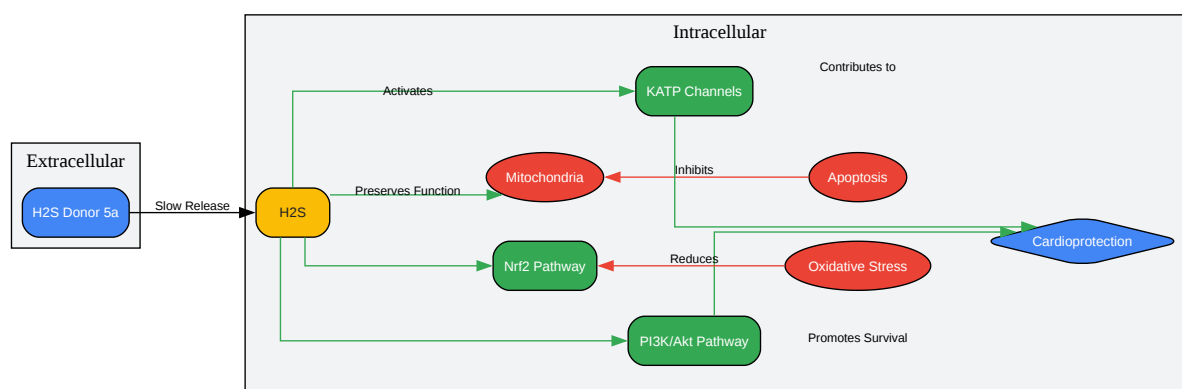 Intracellular
Contributes to
KATP Channels
Activates
Extracellular
Mitochondria
Inhibits
Apoptosis
Preserves Function
H2S Donor 5a
Slow Release
H2S
Cardioprotection
Nrf2 Pathway
Reduces
Oxidative Stress
PI3K/Akt Pathway
Promotes Survival